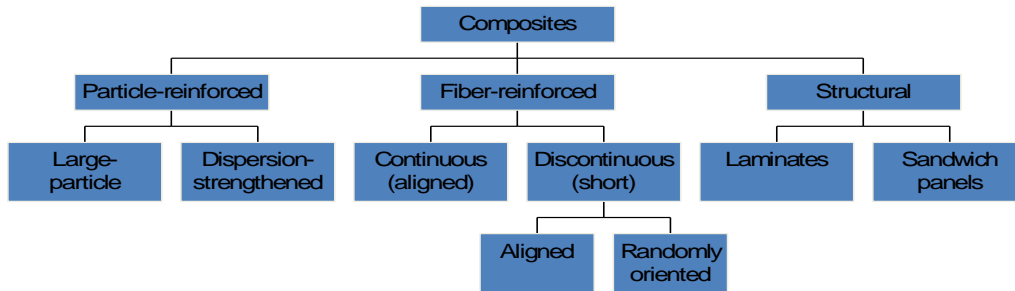 Composites
Particle-reinforced
Fiber-reinforced
Structural
Large-
particle
Dispersion-
strengthened
Continuous
(aligned)
Discontinuous
(short)
Laminates
Sandwich
panels
Aligned
Randomly
oriented